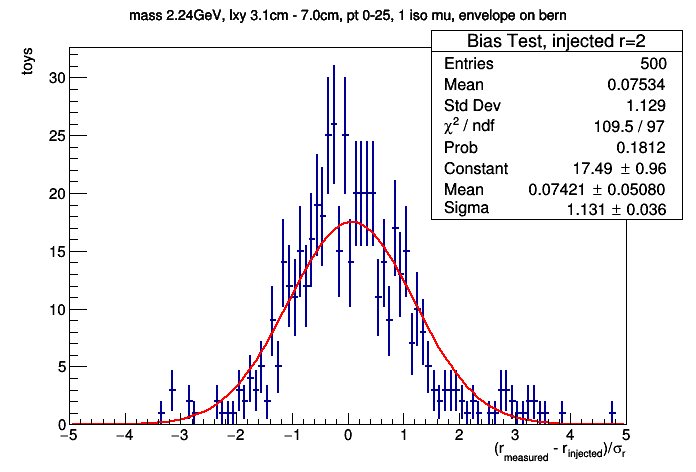 mass 2.24GeV, lxy 3.1cm - 7.0cm, pt 0-25, 1 iso mu, envelope on bern
toys
Bias Test, injected r=2
Entries 500
Mean 0.07534
Std Dev 1.129
χ² / ndf 109.5 / 97
Prob 0.1812
Constant 17.49 ± 0.96
Mean 0.07421 ± 0.05080
Sigma 1.131 ± 0.036
30
25
20
15
10
5
0
−5 −4 −3 −2 −1 0 1 2 3 4 5
(r_measured - r_injected)/σ_r